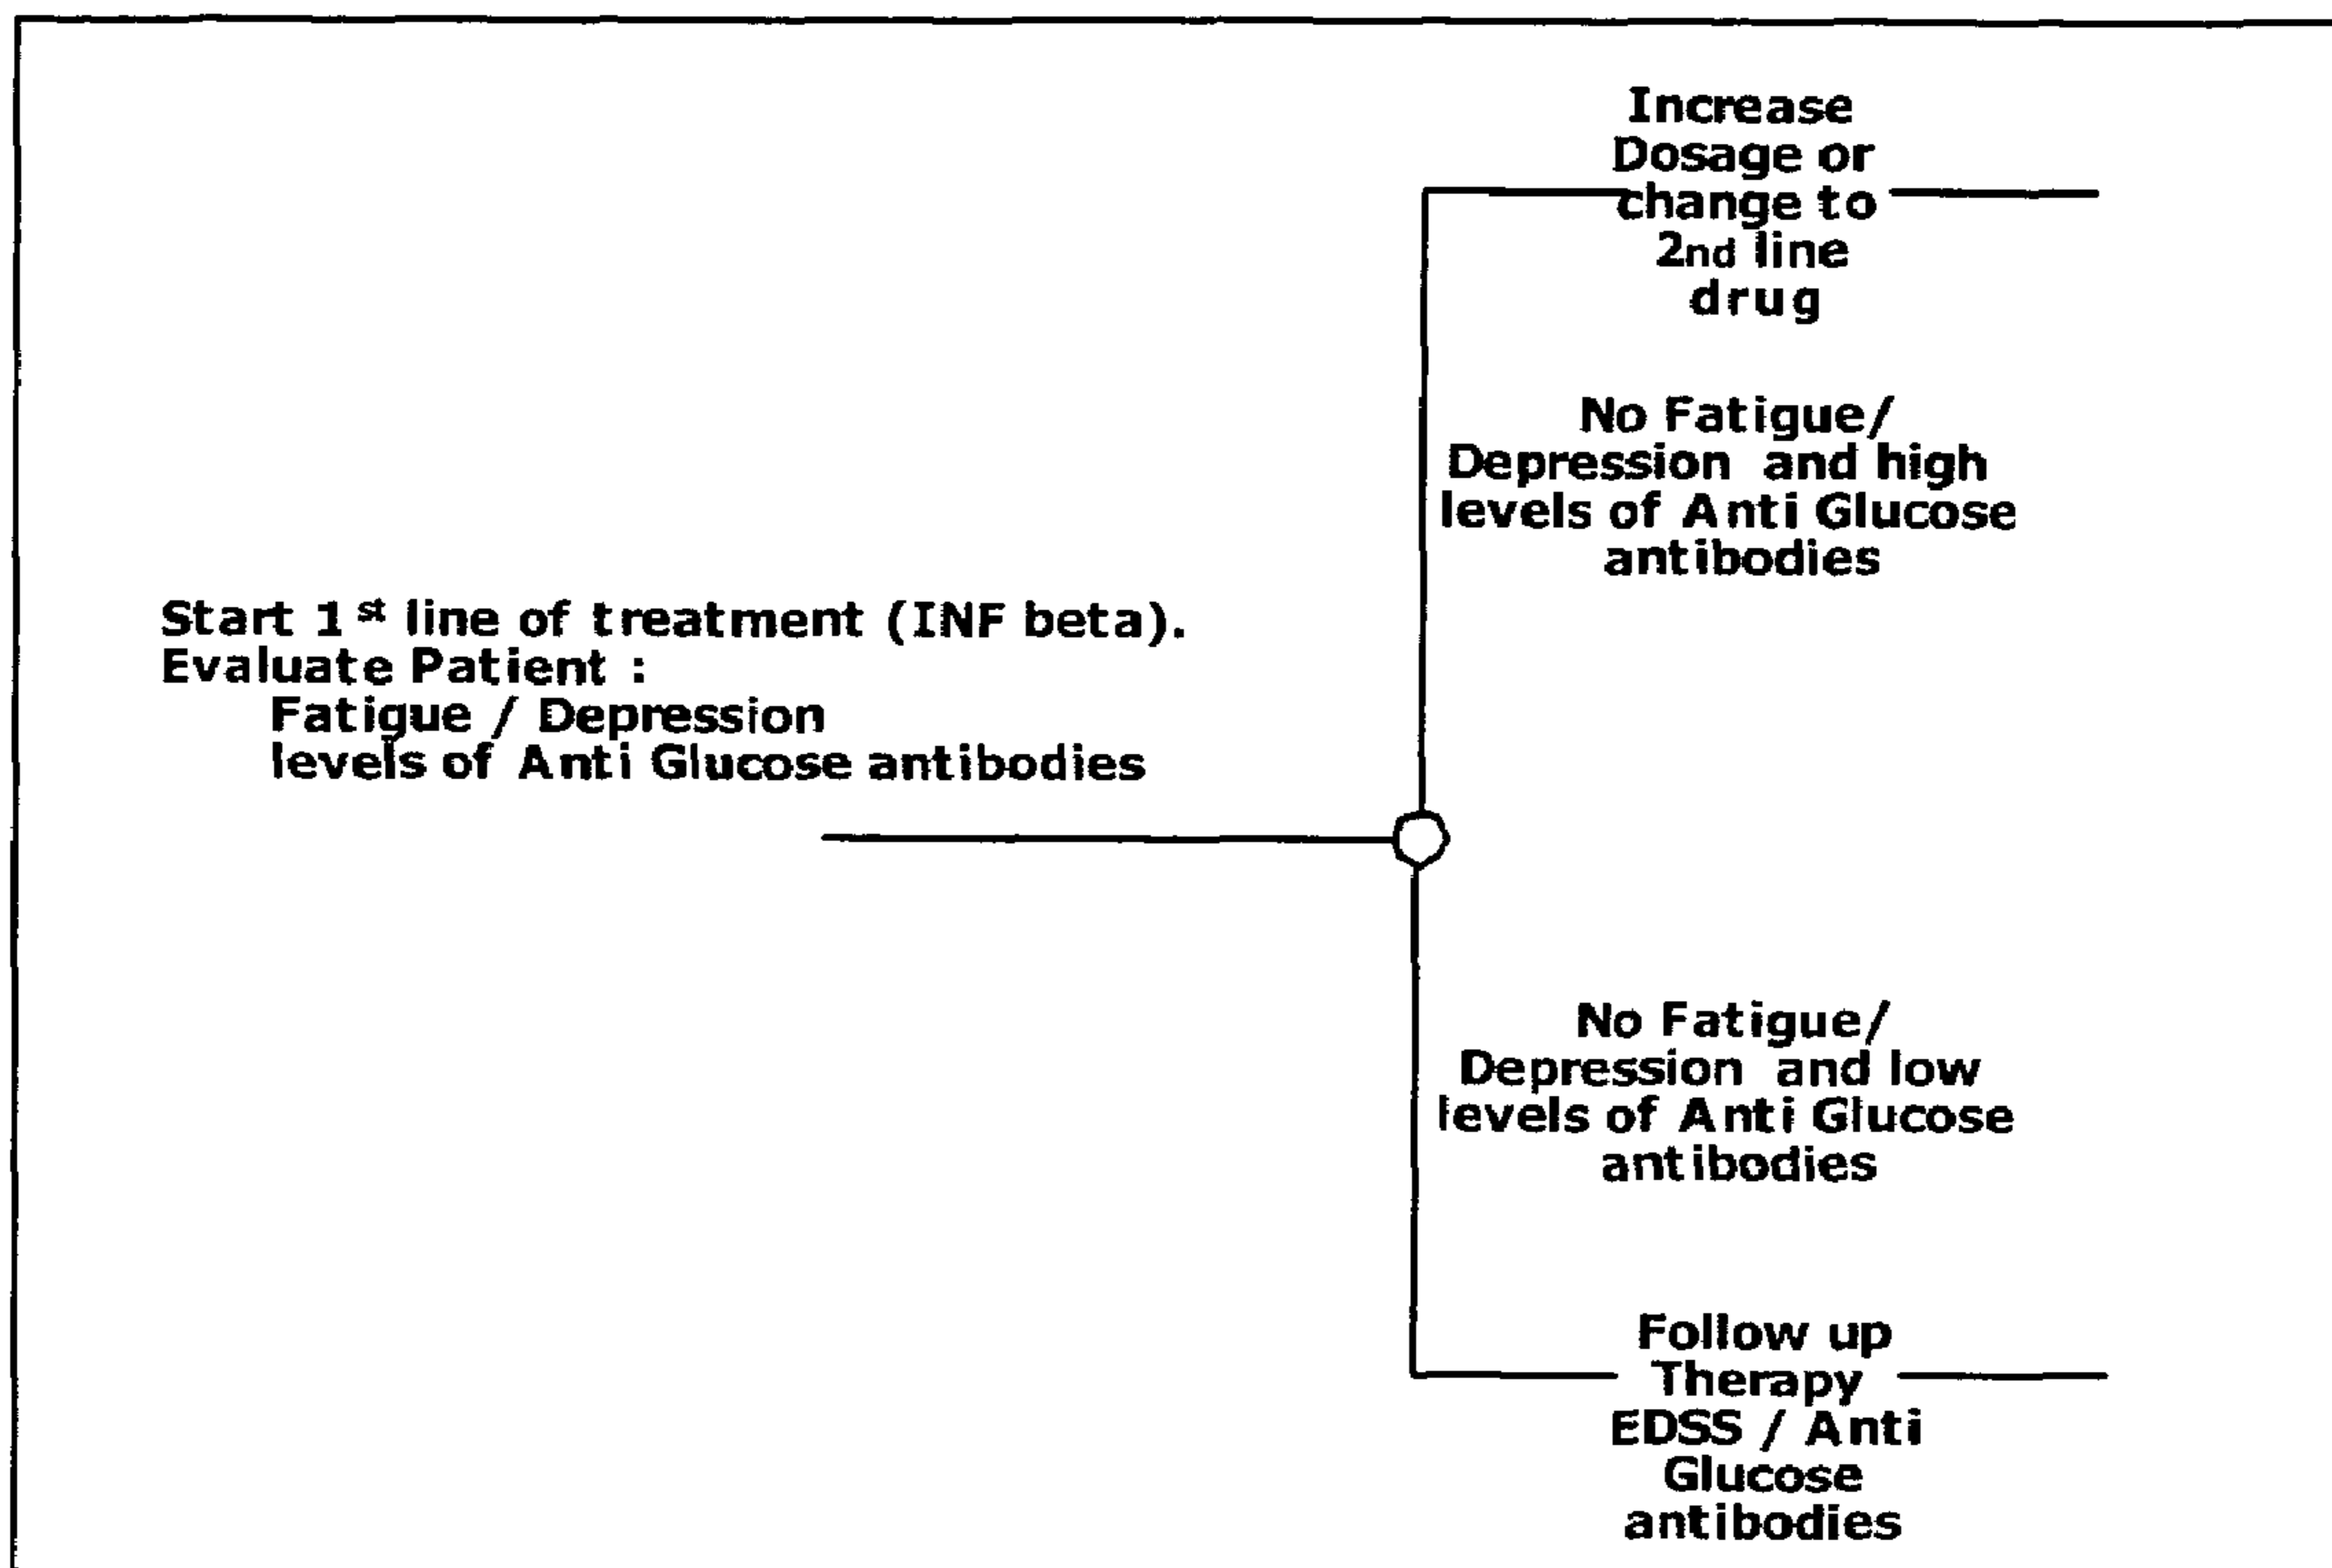 Increase
Dosage or
change to
2nd line
drug
No Fatigue/
Depression and high
levels of Anti Glucose
antibodies
Start 1st line of treatment (INF beta).
Evaluate Patient :
Fatigue / Depression
levels of Anti Glucose antibodies
No Fatigue/
Depression and low
levels of Anti Glucose
antibodies
Follow up
Therapy
EDSS / Anti
Glucose
antibodies